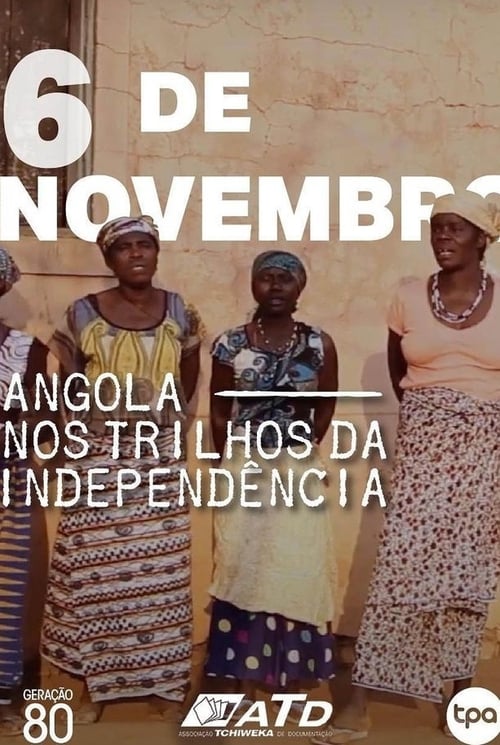 6 DE
NOVEMBRO
ANGOLA
NOS TRILHOS DA
INDEPENDÊNCIA
GERAÇÃO
80
ATD
ASSOCIAÇÃO TCHIWEKA DE DOCUMENTAÇÃO
tpa